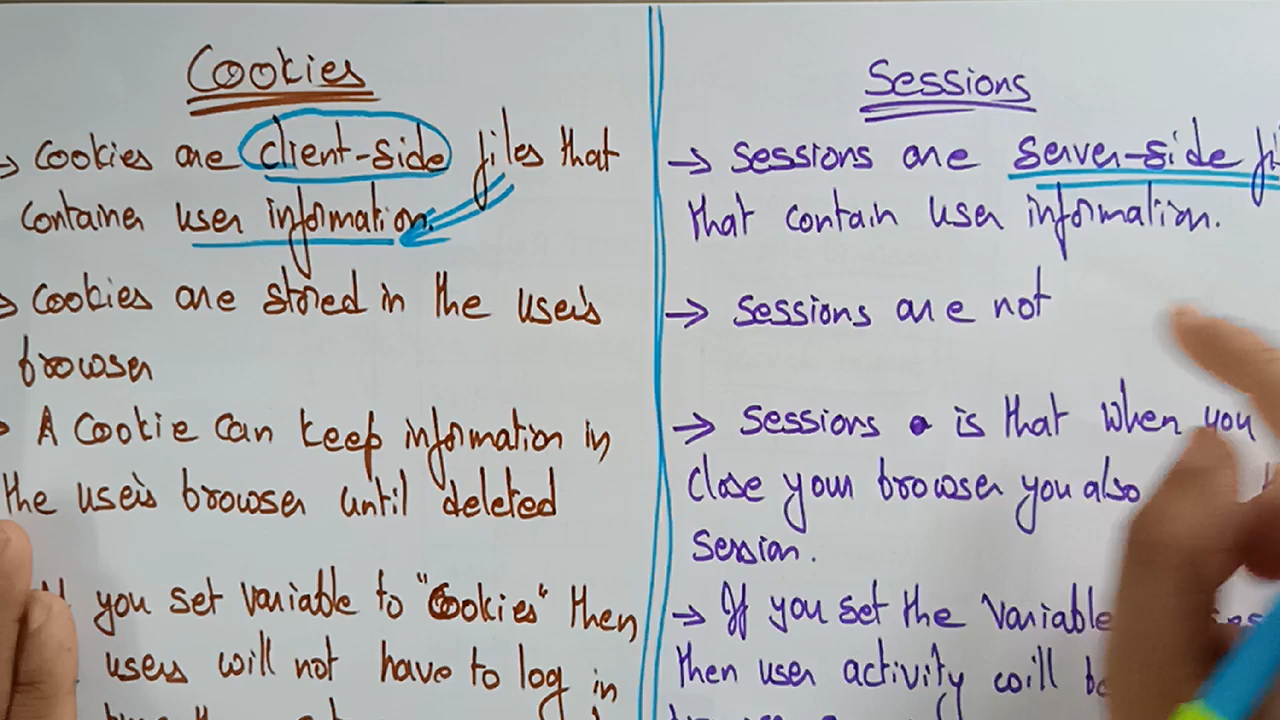 Cookies
→ Cookies are client-side files that
container user information.
→ Cookies are stored in the user's
browser
A Cookie can keep information in
the user's browser until deleted
you set variable to "Cookies" then
users will not have to log in
Sessions
→ Sessions are server-side
that contain user information.
→ Sessions are not
→ Sessions is that when you
close your browser you also
session.
→ If you set the variable
then user activity will